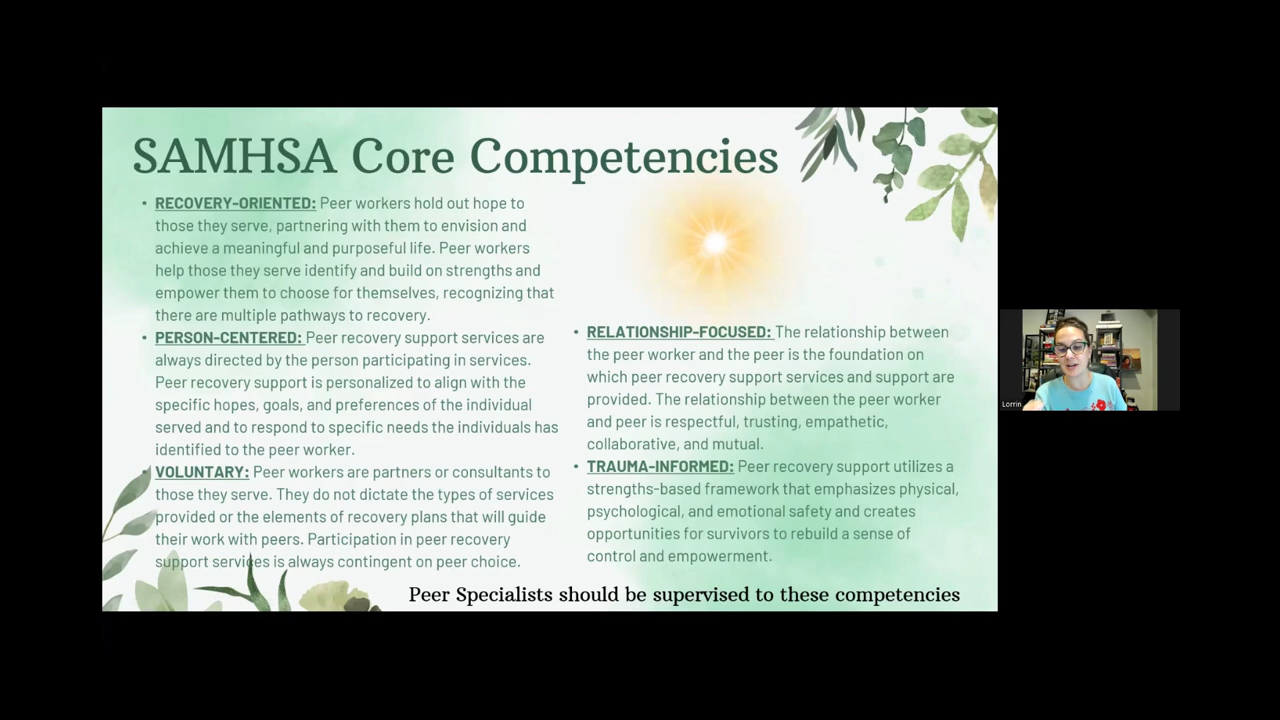 SAMHSA Core Competencies
• RECOVERY-ORIENTED: Peer workers hold out hope to
those they serve, partnering with them to envision and
achieve a meaningful and purposeful life. Peer workers
help those they serve identify and build on strengths and
empower them to choose for themselves, recognizing that
there are multiple pathways to recovery.
• PERSON-CENTERED: Peer recovery support services are
always directed by the person participating in services.
Peer recovery support is personalized to align with the
specific hopes, goals, and preferences of the individual
served and to respond to specific needs the individuals has
identified to the peer worker.
• VOLUNTARY: Peer workers are partners or consultants to
those they serve. They do not dictate the types of services
provided or the elements of recovery plans that will guide
their work with peers. Participation in peer recovery
support services is always contingent on peer choice.
• RELATIONSHIP-FOCUSED: The relationship between
the peer worker and the peer is the foundation on
which peer recovery support services and support are
provided. The relationship between the peer worker
and peer is respectful, trusting, empathetic,
collaborative, and mutual.
• TRAUMA-INFORMED: Peer recovery support utilizes a
strengths-based framework that emphasizes physical,
psychological, and emotional safety and creates
opportunities for survivors to rebuild a sense of
control and empowerment.
Peer Specialists should be supervised to these competencies
Lorrin